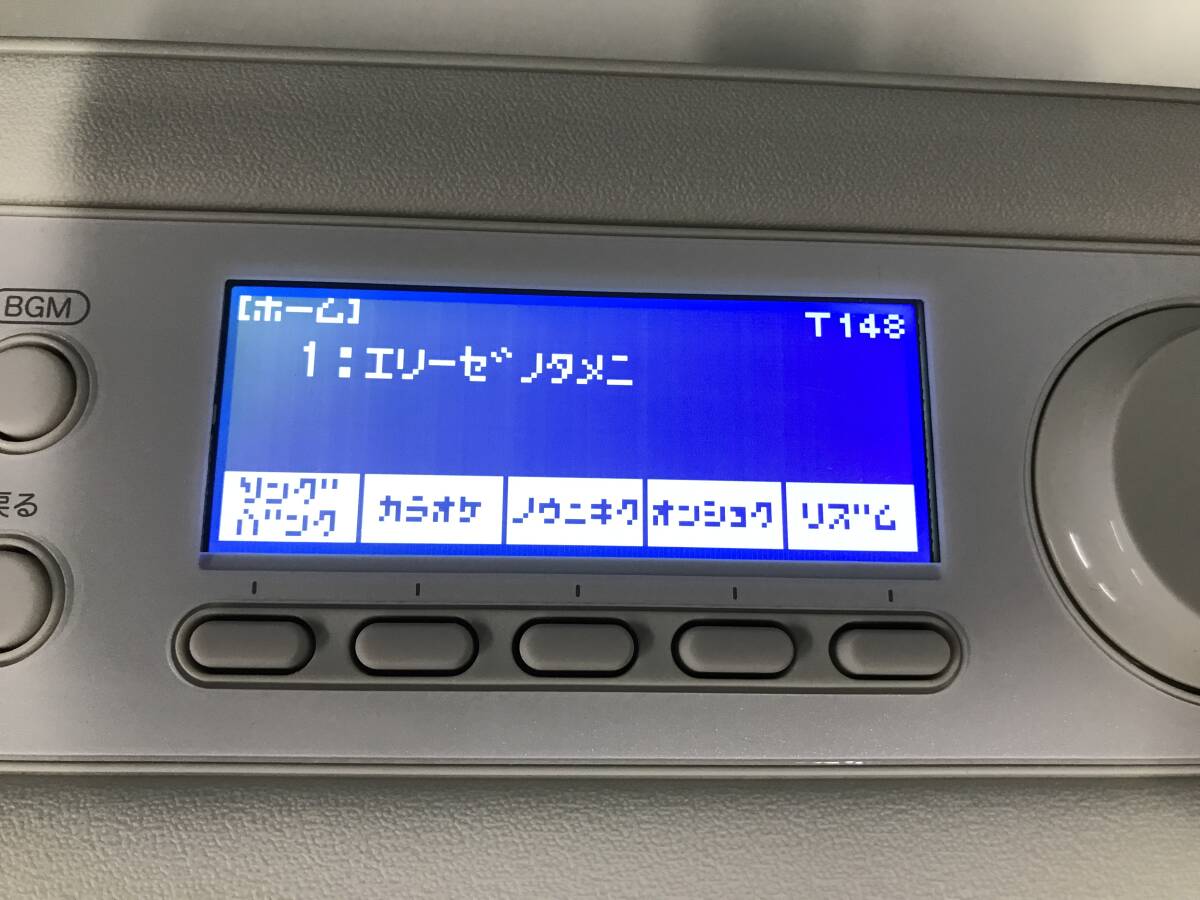 BGM
戻る
[ホーム]
T148
1:エリーゼノタメニ
ソング
バンク
カラオケ
ノウニキク
オンショク
リズム